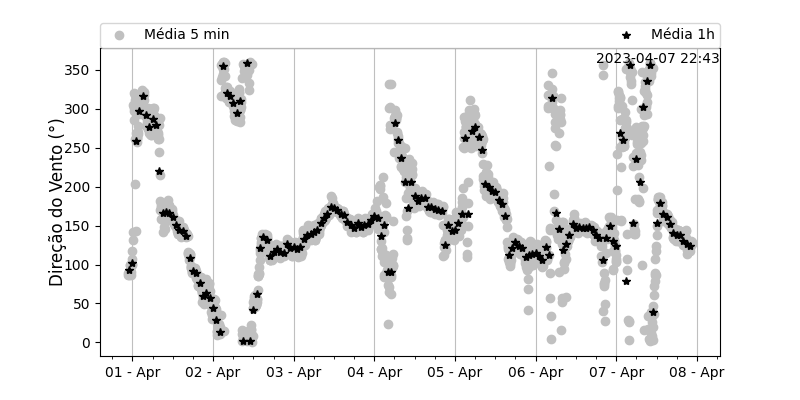 Média 5 min
Média 1h
2023-04-07 22:43
Direção do Vento (°)
350
300
250
200
150
100
50
0
01 - Apr
02 - Apr
03 - Apr
04 - Apr
05 - Apr
06 - Apr
07 - Apr
08 - Apr